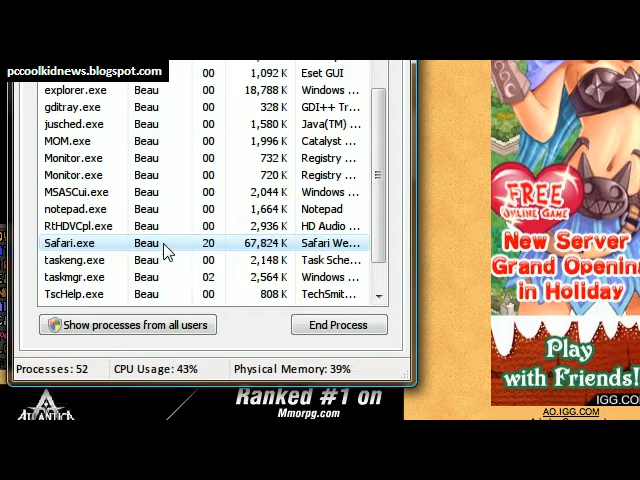 pccoolkidnews.blogspot.com
1,092 K Eset GUI
explorer.exe Beau 00 18,788 K Windows ...
gditray.exe Beau 00 328 K GDI++ Tr...
jusched.exe Beau 00 1,580 K Java(TM) ...
MOM.exe Beau 00 1,996 K Catalyst ...
Monitor.exe Beau 00 732 K Registry ...
Monitor.exe Beau 00 720 K Registry ...
MSASCui.exe Beau 00 2,044 K Windows ...
notepad.exe Beau 00 1,664 K Notepad
RtHDVCpl.exe Beau 00 2,936 K HD Audio ...
Safari.exe Beau 20 67,824 K Safari We...
taskeng.exe Beau 00 2,148 K Task Sche...
taskmgr.exe Beau 02 2,564 K Windows ...
TscHelp.exe Beau 00 808 K TechSmit...
Show processes from all users End Process
Processes: 52 CPU Usage: 43% Physical Memory: 39%
ATLANTICA
Ranked #1 on
Mmorpg.com
FREE
ONLINE GAME
New Server
Grand Opening
in Holiday
Play
with Friends!
IGG.CO
AO.IGG.COM